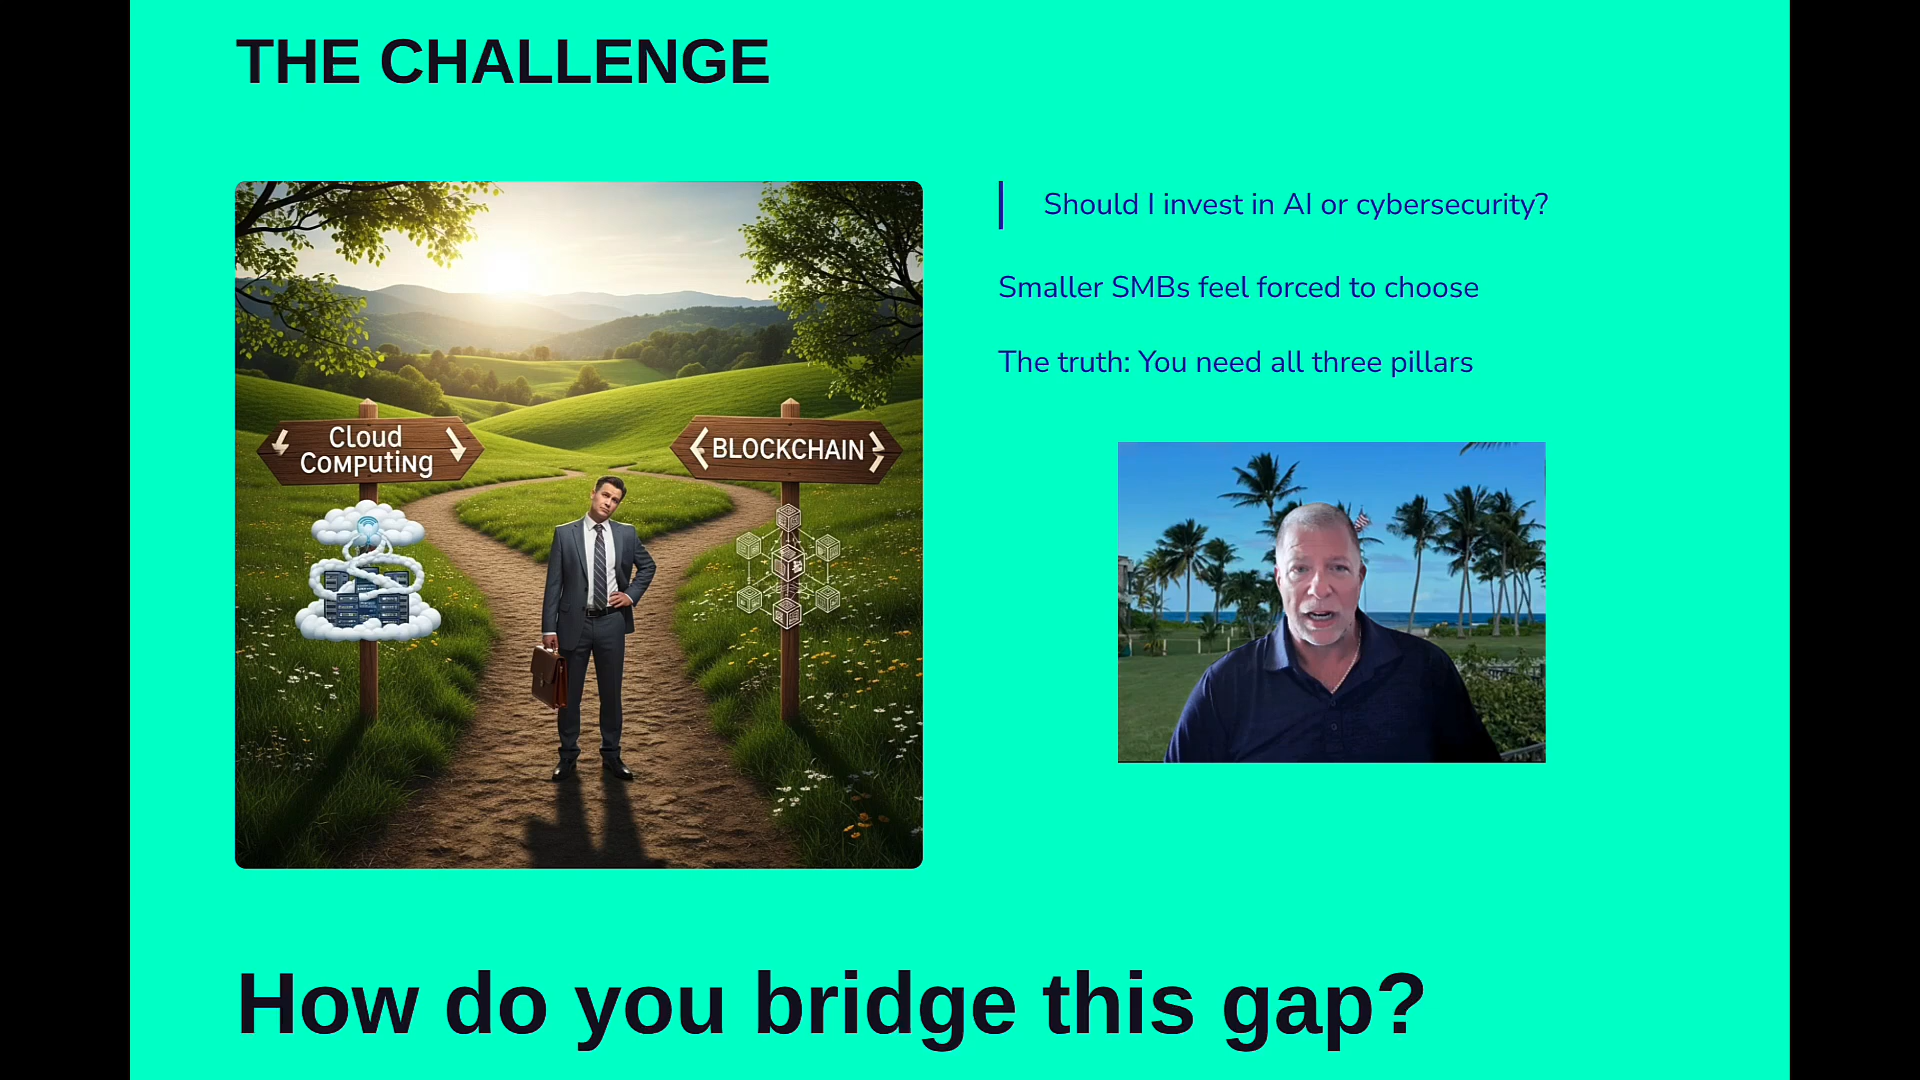 THE CHALLENGE
Should I invest in AI or cybersecurity?
Smaller SMBs feel forced to choose
The truth: You need all three pillars
Cloud
Computing
BLOCKCHAIN
How do you bridge this gap?